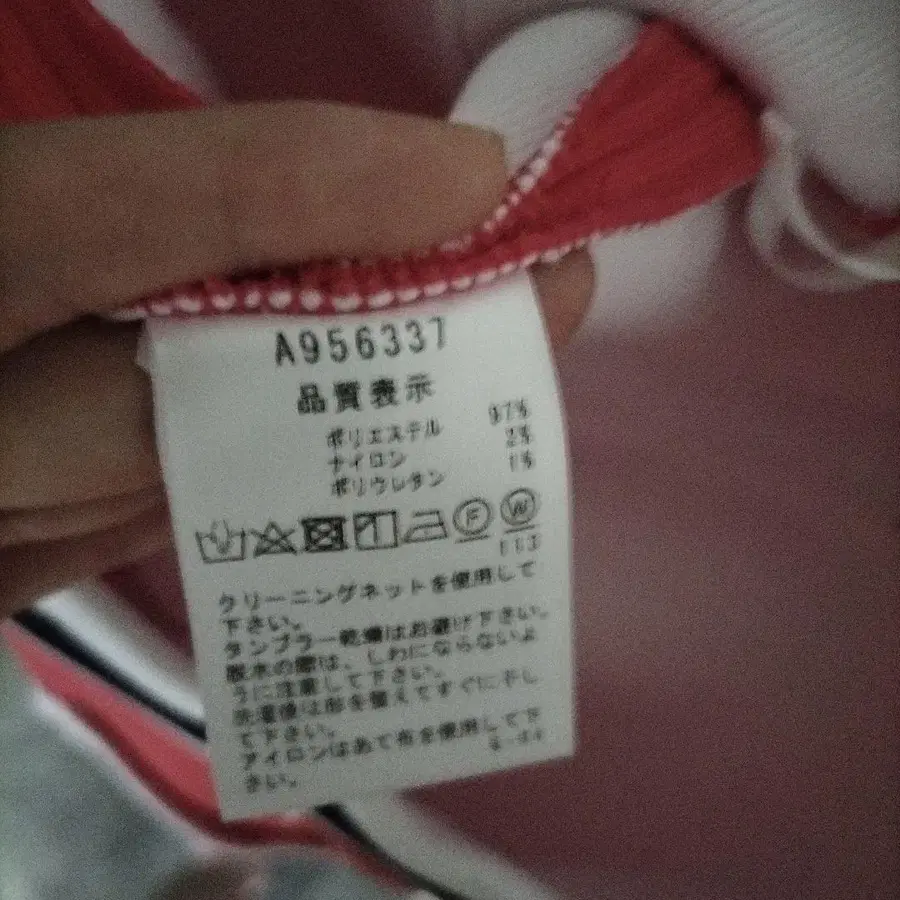 A956337
品質表示
ポリエステル 97%
ナイロン 2%
ポリウレタン 1%
F W
113
クリーニングネットを使用して
下さい。
タンブラー乾燥はお避け下さい。
脱水の際は、しわにならないよ
うに注意して下さい。
洗濯後は形を整えてすぐに干し
て下さい。
アイロンはあて布を使用して下
さい。